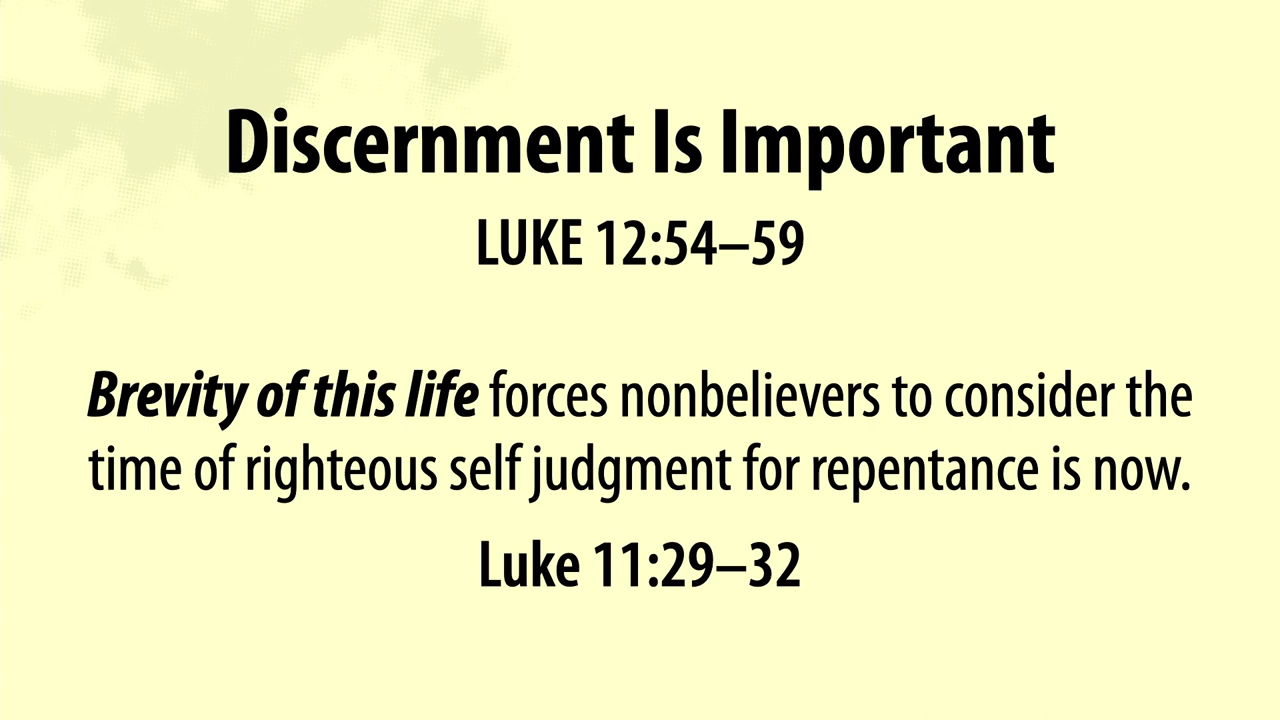 Discernment Is Important
LUKE 12:54–59
Brevity of this life forces nonbelievers to consider the
time of righteous self judgment for repentance is now.
Luke 11:29–32